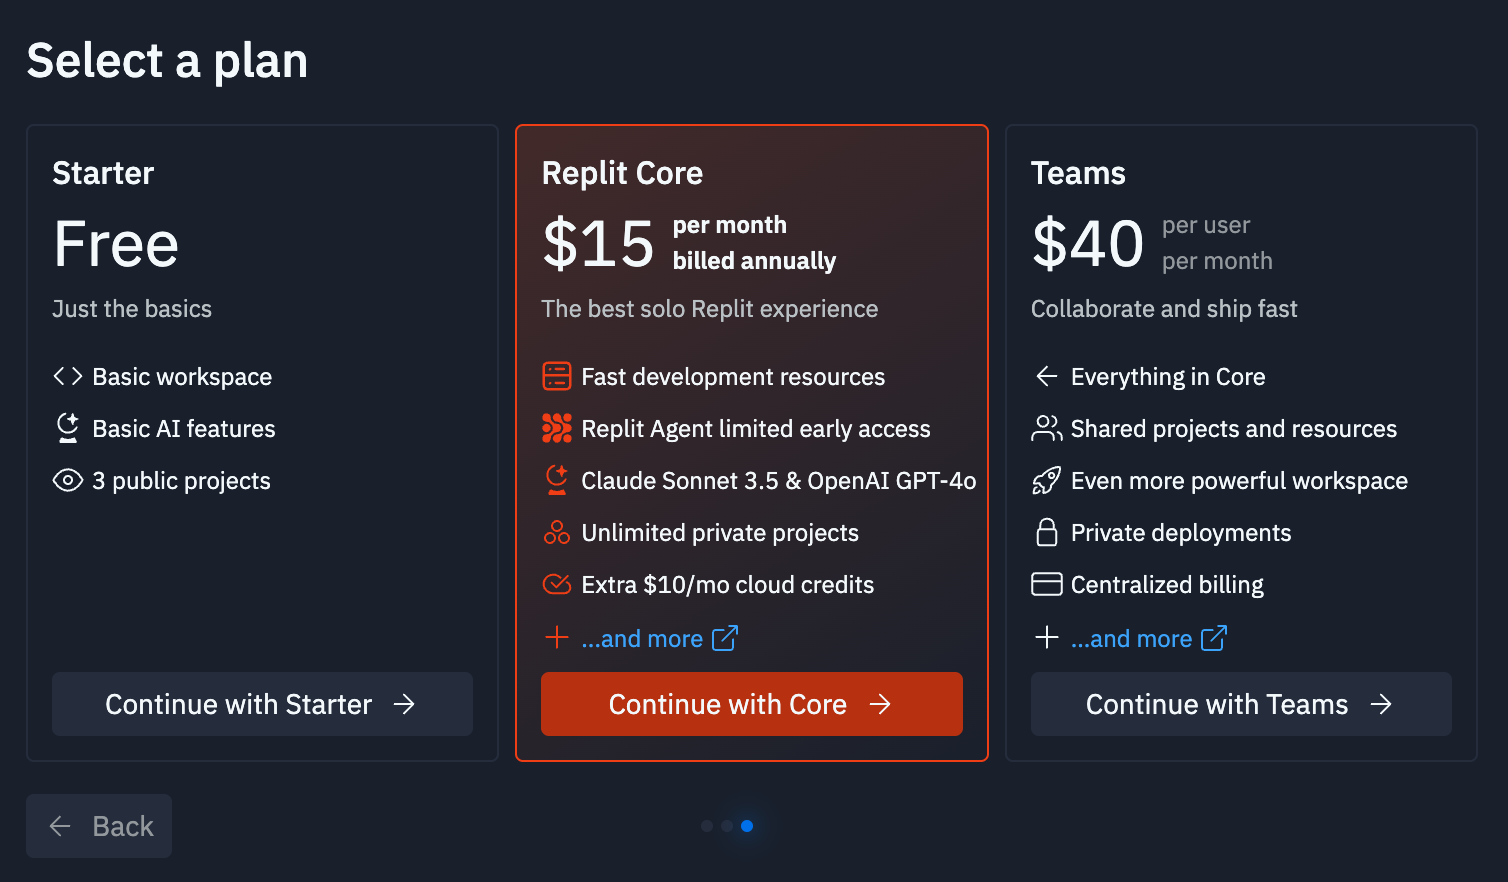 Select a plan
Starter
Free
Just the basics
Basic workspace
Basic AI features
3 public projects
Continue with Starter
Replit Core
$15 per month
billed annually
The best solo Replit experience
Fast development resources
Replit Agent limited early access
Claude Sonnet 3.5 & OpenAI GPT-4o
Unlimited private projects
Extra $10/mo cloud credits
...and more
Continue with Core
Teams
$40 per user
per month
Collaborate and ship fast
Everything in Core
Shared projects and resources
Even more powerful workspace
Private deployments
Centralized billing
...and more
Continue with Teams
Back